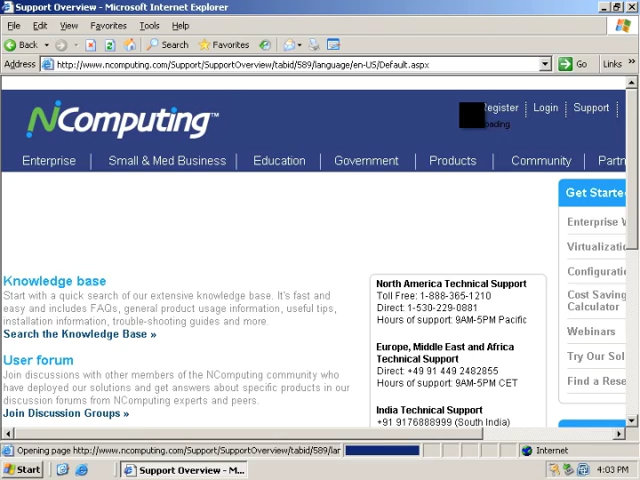 Support Overview - Microsoft Internet Explorer
File Edit View Favorites Tools Help
Back Search Favorites
Address http://www.ncomputing.com/Support/SupportOverview/tabid/589/language/en-US/Default.aspx Go Links »
NComputing™
Register Login Support
oading
Enterprise Small & Med Business Education Government Products Community Partn
Get Starte
Enterprise V
Virtualizatio
Configuratio
Cost Saving
Calculator
Webinars
Try Our Sol
Find a Rese
Knowledge base
Start with a quick search of our extensive knowledge base. It's fast and
easy and includes FAQs, general product usage information, useful tips,
installation information, trouble-shooting guides and more.
Search the Knowledge Base »
User forum
Join discussions with other members of the NComputing community who
have deployed our solutions and get answers about specific products in our
discussion forums from NComputing experts and peers.
Join Discussion Groups »
North America Technical Support
Toll Free: 1-888-365-1210
Direct: 1-530-229-0881
Hours of support: 9AM-5PM Pacific
Europe, Middle East and Africa
Technical Support
Direct: +49 91 449 2482855
Hours of support: 9AM-5PM CET
India Technical Support
+91 9176888999 (South India)
Opening page http://www.ncomputing.com/Support/SupportOverview/tabid/589/lar Internet
Start Support Overview - M... 4:03 PM